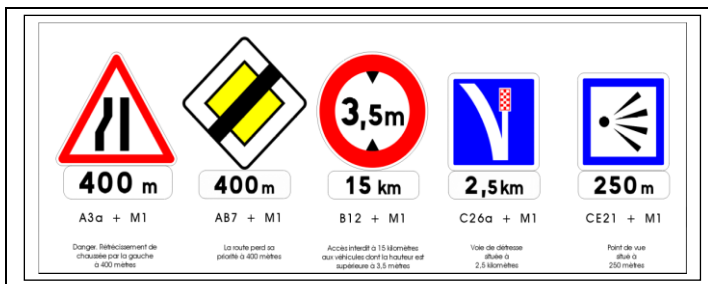 3,5m
400 m
400 m
15 km
2,5km
250 m
A3a + M1
AB7 + M1
B12 + M1
C26a + M1
CE21 + M1
Danger. Rétrécissement de
chaussée par la gauche
à 400 mètres
La route perd sa
priorité à 400 mètres
Accès interdit à 15 kilomètres
aux véhicules dont la hauteur est
supérieure à 3,5 mètres
Voie de détresse
située à
2,5 kilomètres
Point de vue
situé à
250 mètres